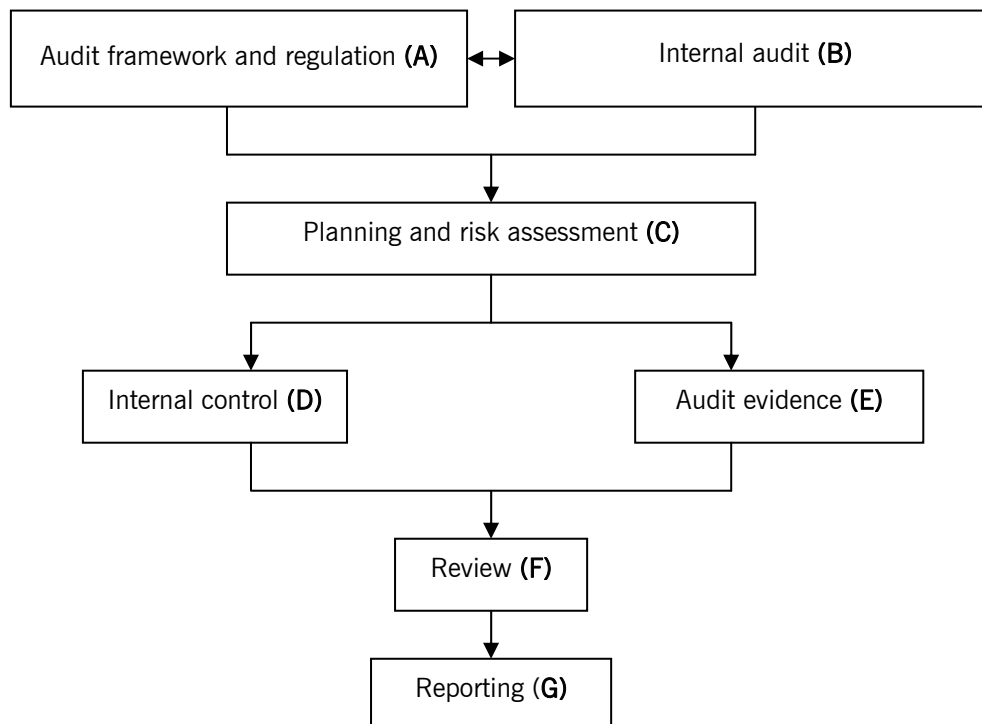 Audit framework and regulation (A)
Internal audit (B)
Planning and risk assessment (C)
Internal control (D)
Audit evidence (E)
Review (F)
Reporting (G)